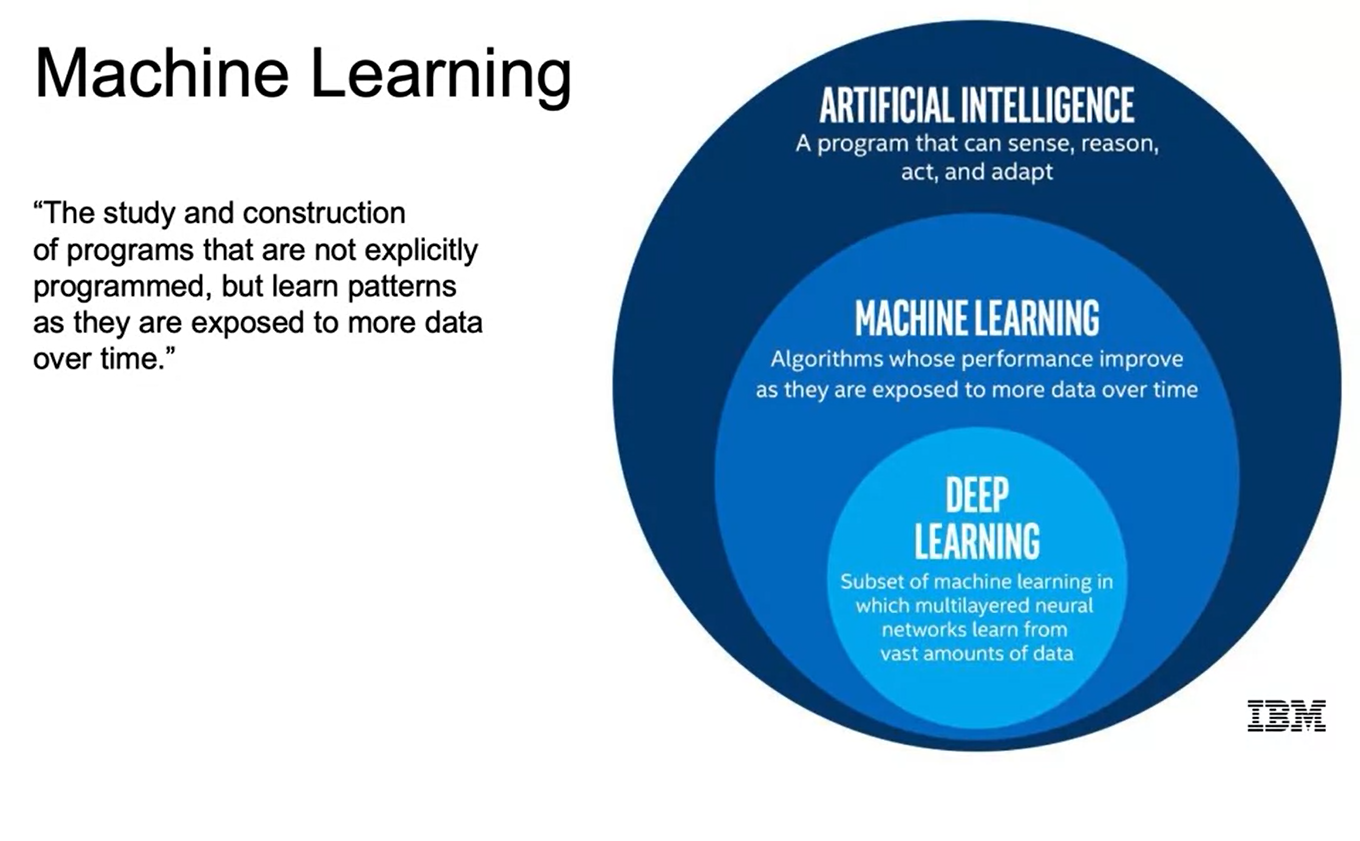 Machine Learning
“The study and construction
of programs that are not explicitly
programmed, but learn patterns
as they are exposed to more data
over time.”
ARTIFICIAL INTELLIGENCE
A program that can sense, reason,
act, and adapt
MACHINE LEARNING
Algorithms whose performance improve
as they are exposed to more data over time
DEEP
LEARNING
Subset of machine learning in
which multilayered neural
networks learn from
vast amounts of data
IBM